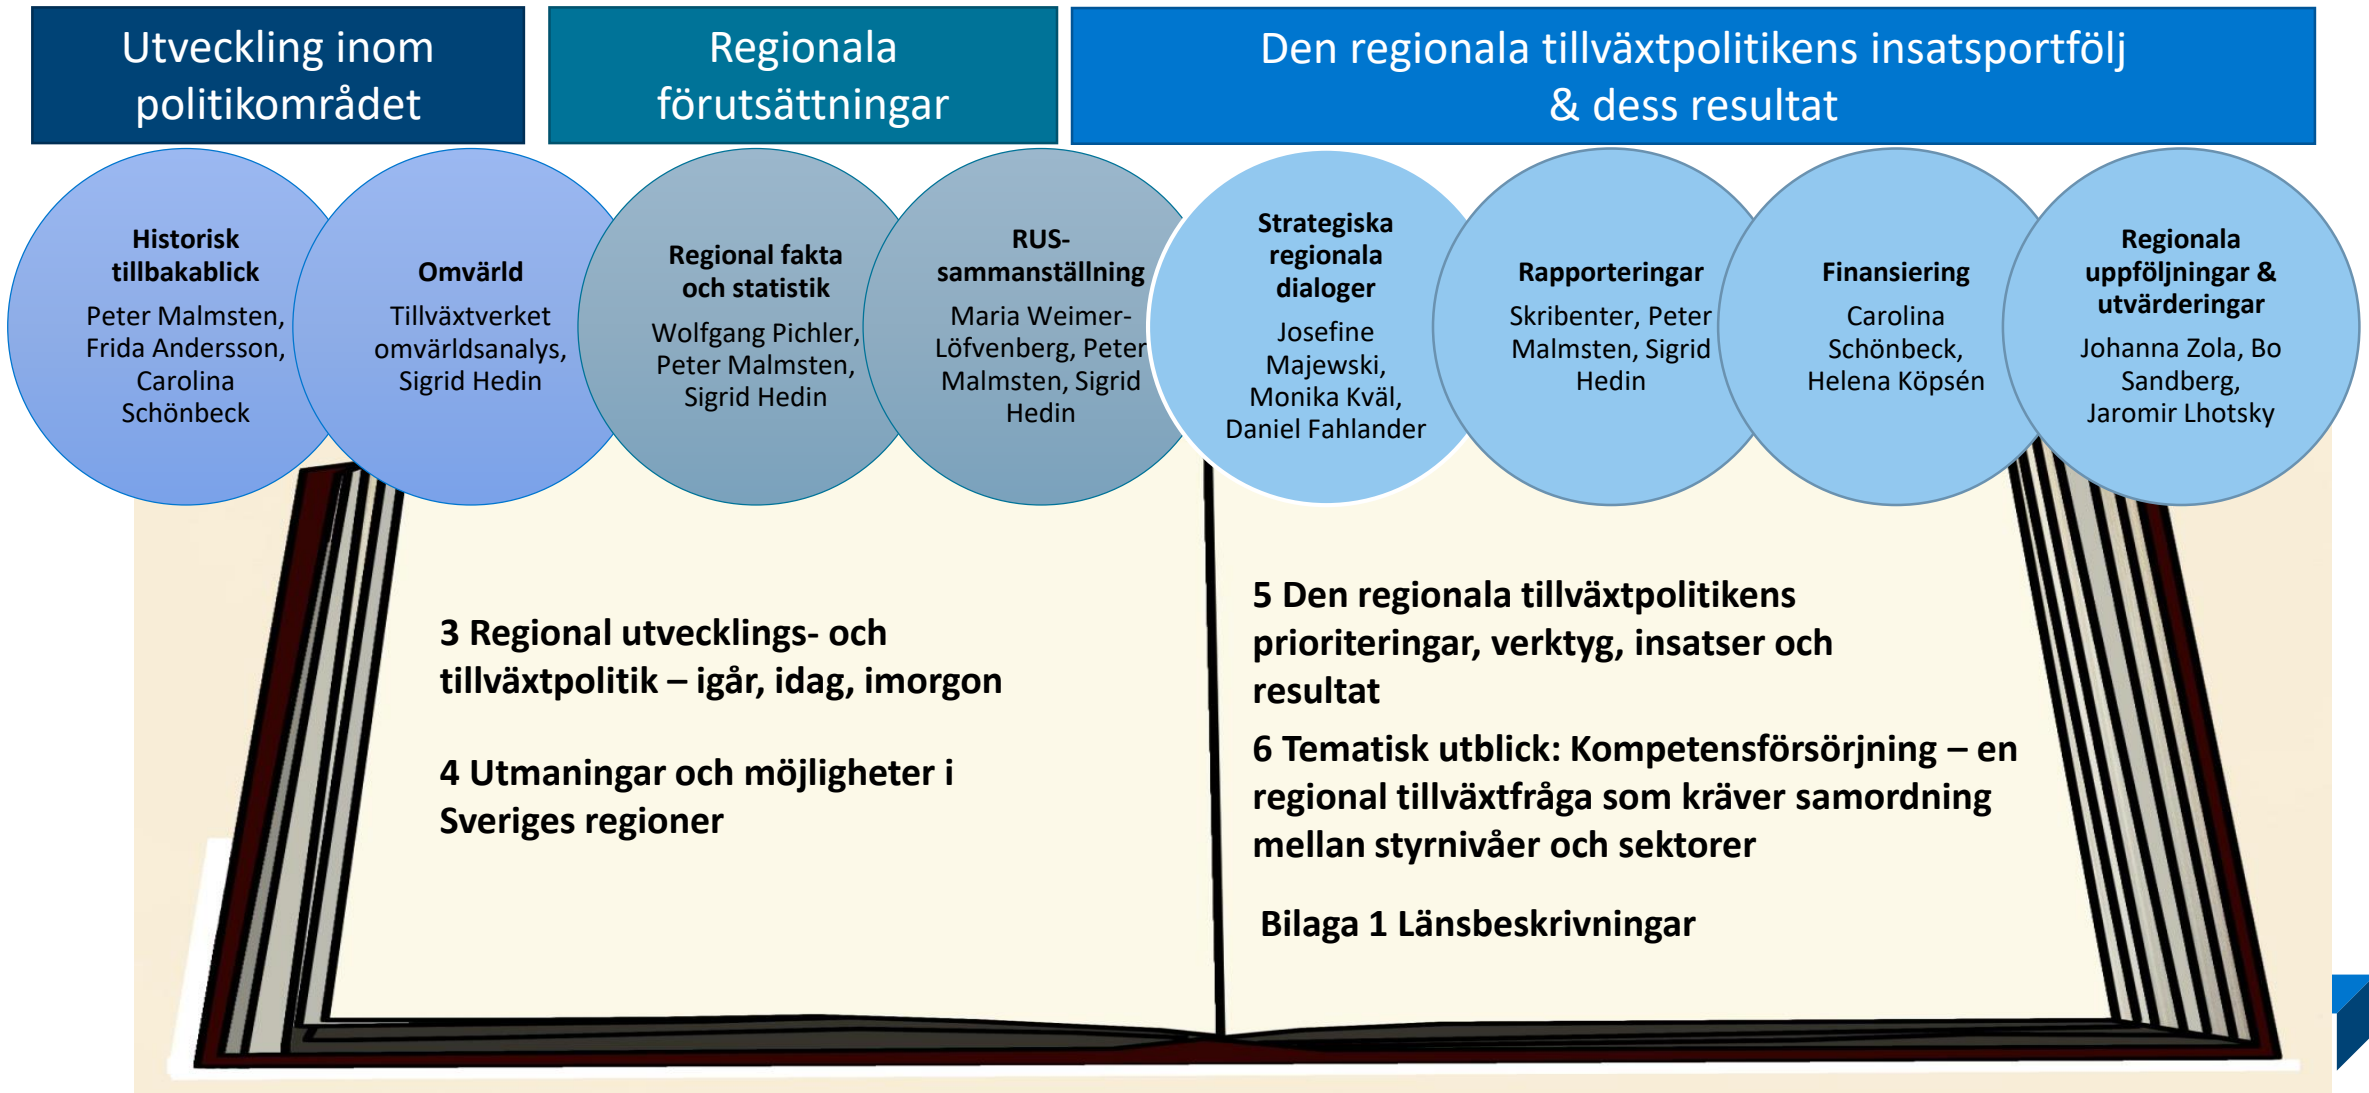 Utveckling inom
politikområdet
Regionala
förutsättningar
Den regionala tillväxtpolitikens insatsportfölj
& dess resultat
Historisk
tillbakablick
Peter Malmsten,
Frida Andersson,
Carolina
Schönbeck
Omvärld
Tillväxtverket
omvärldsanalys,
Sigrid Hedin
Regional fakta
och statistik
Wolfgang Pichler,
Peter Malmsten,
Sigrid Hedin
RUS-
sammanställning
Maria Weimer-
Löfvenberg, Peter
Malmsten, Sigrid
Hedin
Strategiska
regionala
dialoger
Josefine
Majewski,
Monika Kväl,
Daniel Fahlander
Rapporteringar
Skribenter, Peter
Malmsten, Sigrid
Hedin
Finansiering
Carolina
Schönbeck,
Helena Köpsén
Regionala
uppföljningar &
utvärderingar
Johanna Zola, Bo
Sandberg,
Jaromir Lhotsky
3 Regional utvecklings- och
tillväxtpolitik – igår, idag, imorgon
4 Utmaningar och möjligheter i
Sveriges regioner
5 Den regionala tillväxtpolitikens
prioriteringar, verktyg, insatser och
resultat
6 Tematisk utblick: Kompetensförsörjning – en
regional tillväxtfråga som kräver samordning
mellan styrnivåer och sektorer
Bilaga 1 Länsbeskrivningar